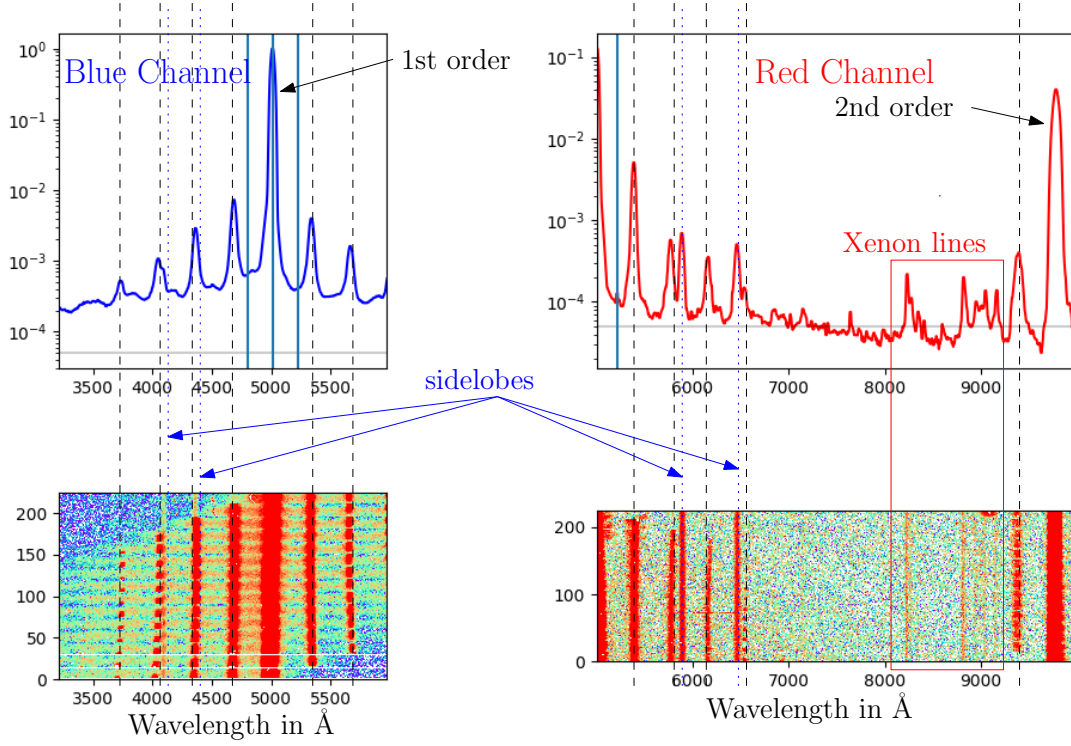 Blue Channel
1st order
10⁰
10⁻¹
10⁻²
10⁻³
10⁻⁴
3500 4000 4500 5000 5500
Red Channel
2nd order
Xenon lines
10⁻¹
10⁻²
10⁻³
10⁻⁴
6000 7000 8000 9000
sidelobes
200
150
100
50
0
3500 4000 4500 5000 5500
Wavelength in Å
200
100
0
6000 7000 8000 9000
Wavelength in Å